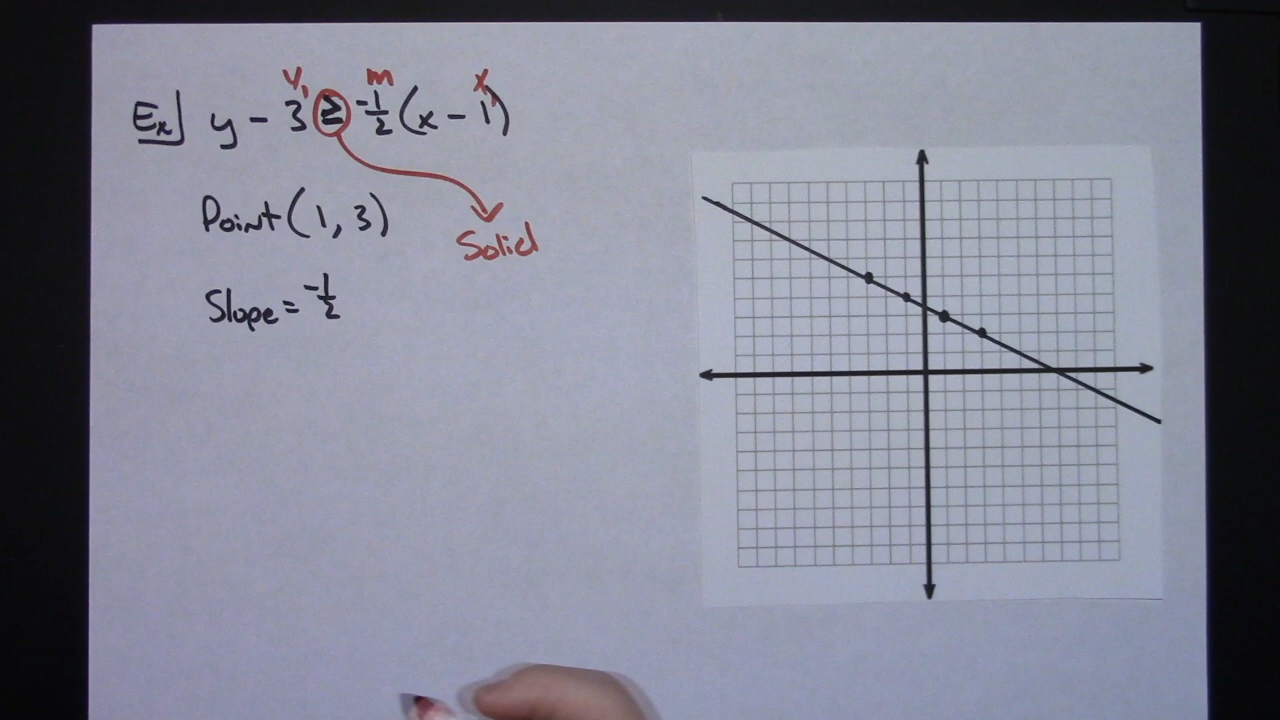 y₁ m x₁
Ex] y - 3 ≥ -1/2 (x - 1)
Point (1, 3)
Solid
Slope = -1/2